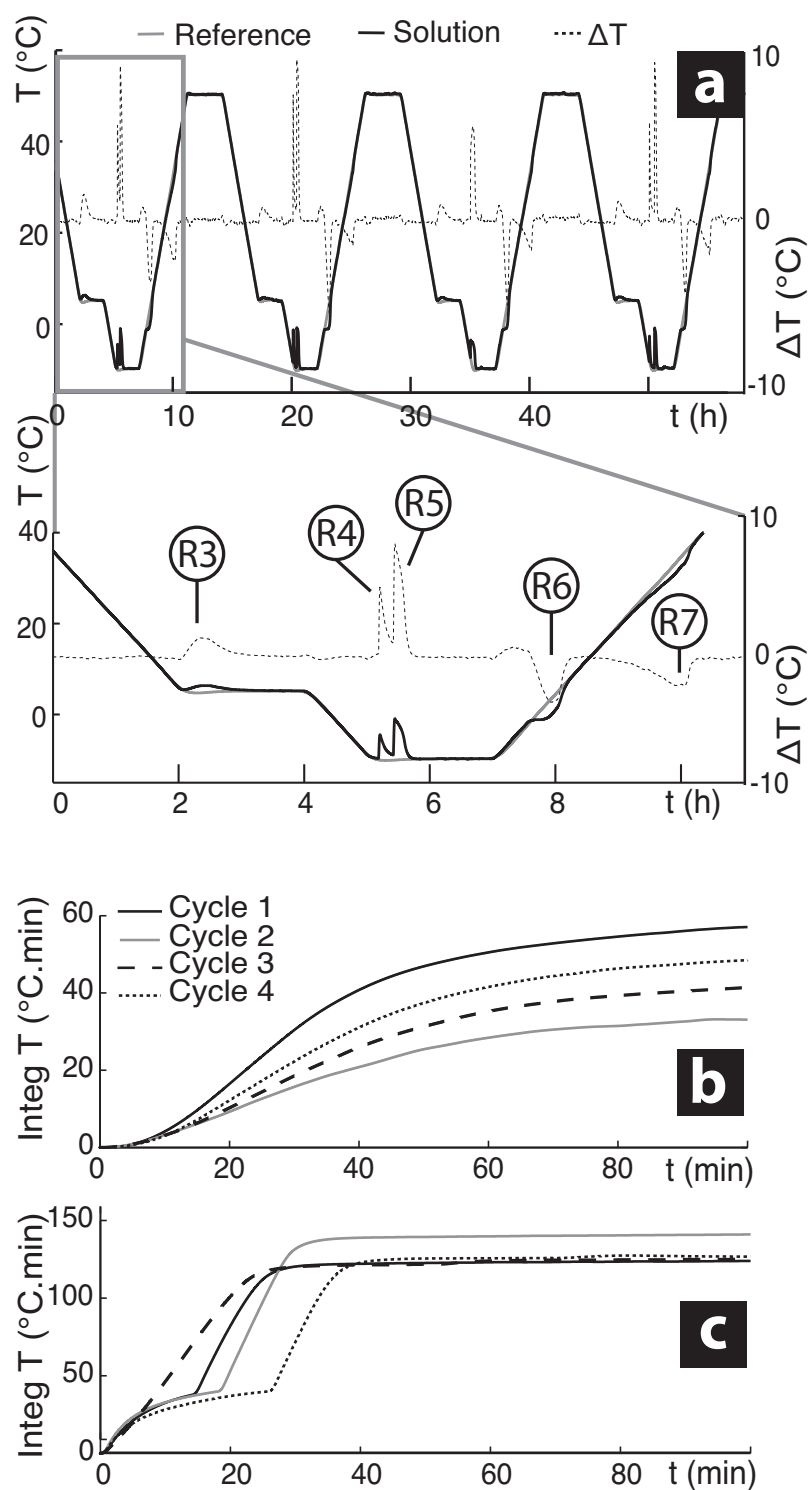 Reference Solution ΔT
T (°C)
10
a
40
0
20
ΔT (°C)
0
-10
0 10 20 30 40 t (h)
T (°C)
R5
R4
10
40
R3
R6
20
R7
0
0
ΔT (°C)
-10
0 2 4 6 8 t (h)
60
Cycle 1
Cycle 2
Cycle 3
Cycle 4
Integ T (°C.min)
40
20
b
0
0 20 40 60 80 t (min)
150
Integ T (°C.min)
100
c
50
0
0 20 40 60 80 t (min)